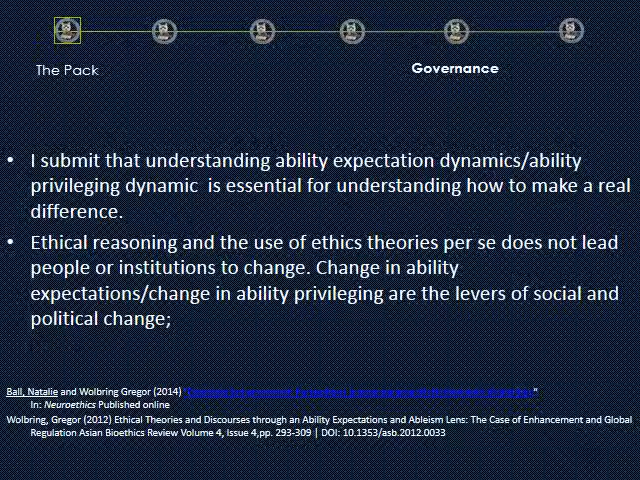 The Pack
Governance
• I submit that understanding ability expectation dynamics/ability
privileging dynamic is essential for understanding how to make a real
difference.
• Ethical reasoning and the use of ethics theories per se does not lead
people or institutions to change. Change in ability
expectations/change in ability privileging are the levers of social and
political change;
Ball, Natalie and Wolbring Gregor (2014) "
In: Neuroethics Published online
Wolbring, Gregor (2012) Ethical Theories and Discourses through an Ability Expectations and Ableism Lens: The Case of Enhancement and Global
Regulation Asian Bioethics Review Volume 4, Issue 4,pp. 293-309 | DOI: 10.1353/asb.2012.0033